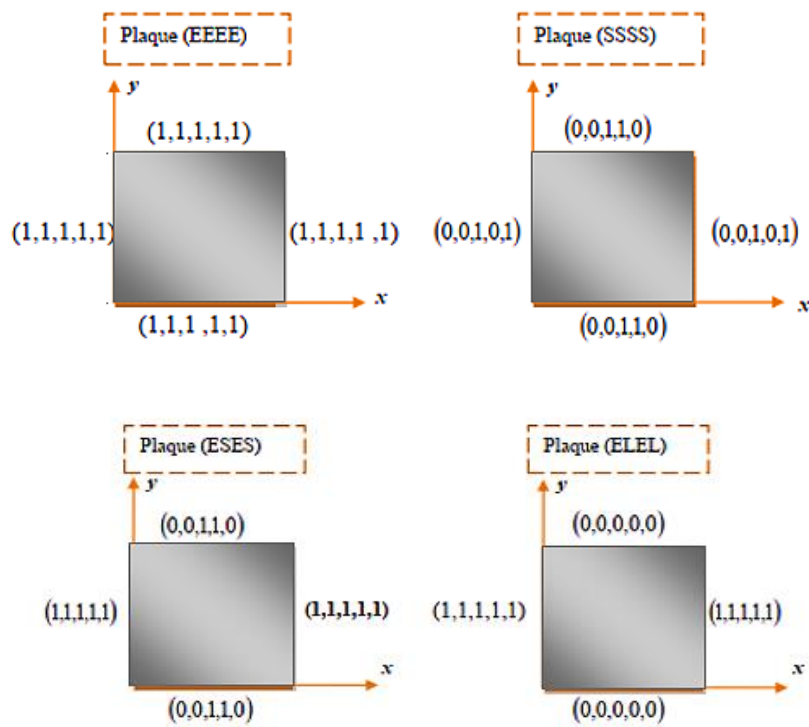 Plaque (EEEE)
y
(1,1,1,1,1)
(1,1,1,1,1)
(1,1,1,1 ,1)
x
(1,1,1 ,1,1)
Plaque (SSSS)
y
(0,0,1,1,0)
(0,0,1,0,1)
(0,0,1,0,1)
x
(0,0,1,1,0)
Plaque (ESES)
y
(0,0,1,1,0)
(1,1,1,1,1)
(1,1,1,1,1)
x
(0,0,1,1,0)
Plaque (ELEL)
y
(0,0,0,0,0)
(1,1,1,1,1)
(1,1,1,1,1)
x
(0,0,0,0,0)